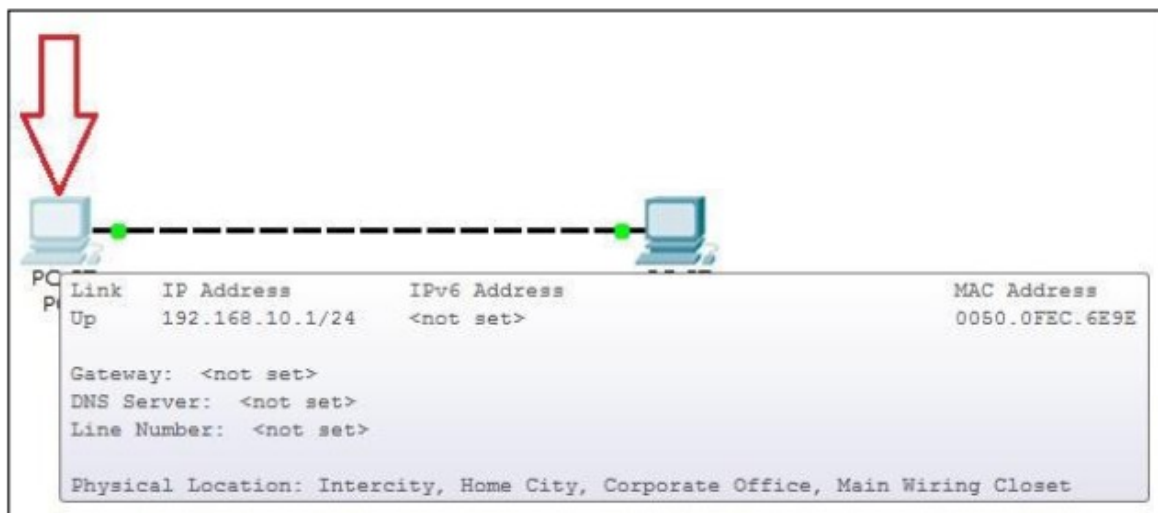 Link IP Address IPv6 Address MAC Address
Up 192.168.10.1/24 <not set> 0050.0FEC.6E9E
Gateway: <not set>
DNS Server: <not set>
Line Number: <not set>
Physical Location: Intercity, Home City, Corporate Office, Main Wiring Closet